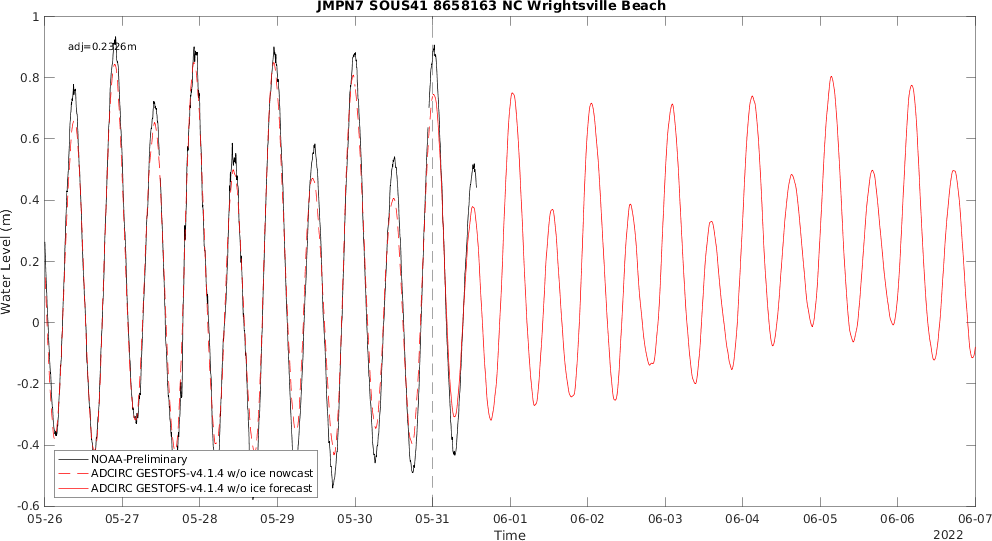 JMPN7 SOUS41 8658163 NC Wrightsville Beach
adj=0.2326m
1
0.8
0.6
0.4
0.2
0
-0.2
-0.4
-0.6
Water Level (m)
NOAA-Preliminary
ADCIRC GESTOFS-v4.1.4 w/o ice nowcast
ADCIRC GESTOFS-v4.1.4 w/o ice forecast
05-26 05-27 05-28 05-29 05-30 05-31 06-01 06-02 06-03 06-04 06-05 06-06 06-07
Time
2022